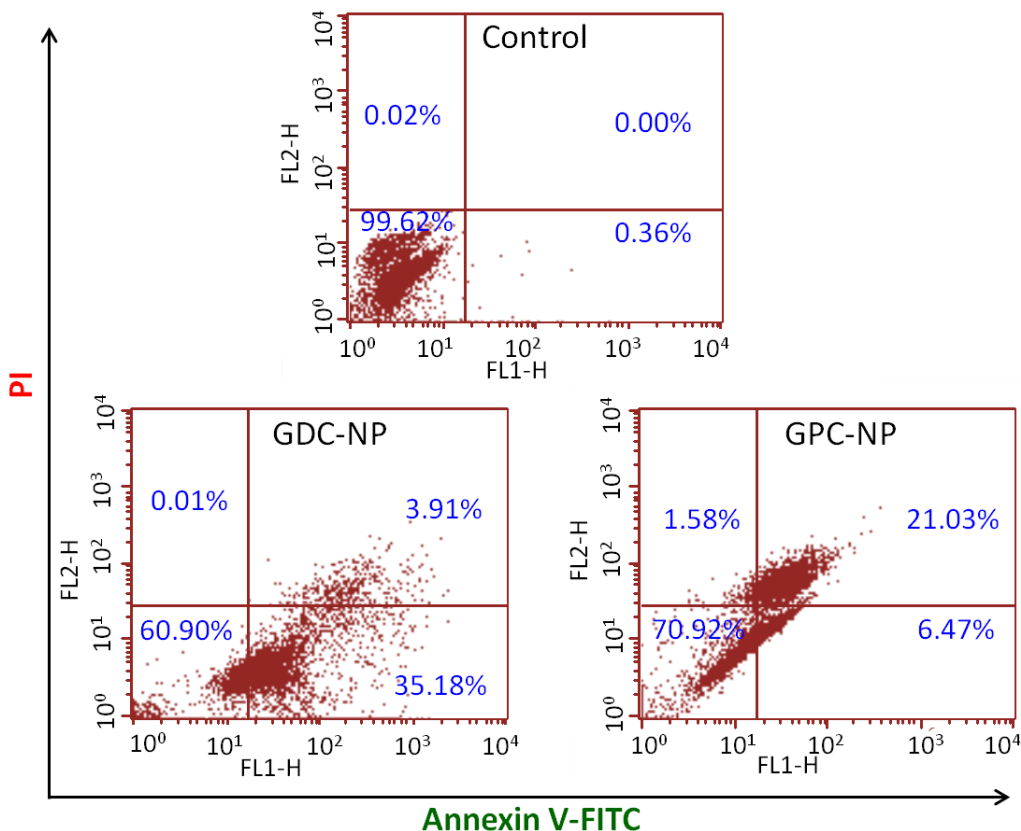 Control
10⁴
10³
10²
10¹
10⁰
FL2-H
0.02%
0.00%
99.62%
0.36%
10⁰ 10¹ 10² 10³ 10⁴
FL1-H
PI
GDC-NP
10⁴
10³
10²
10¹
10⁰
FL2-H
0.01%
3.91%
60.90%
35.18%
10⁰ 10¹ 10² 10³ 10⁴
FL1-H
GPC-NP
10⁴
10³
10²
10¹
10⁰
FL2-H
1.58%
21.03%
70.92%
6.47%
10⁰ 10¹ 10² 10³ 10⁴
FL1-H
Annexin V-FITC